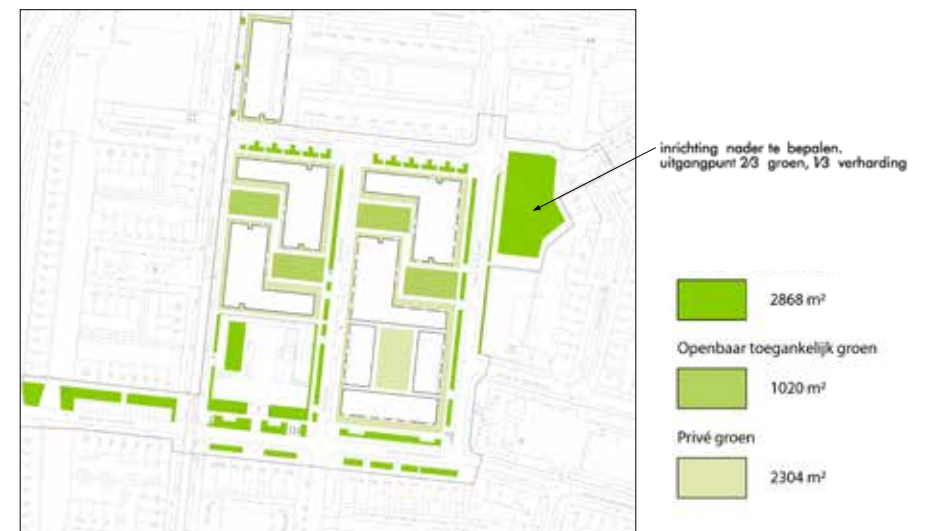 inrichting nader te bepalen.
uitgangpunt 2/3 groen, 1/3 verharding
2868 m²
Openbaar toegankelijk groen
1020 m²
Privé groen
2304 m²